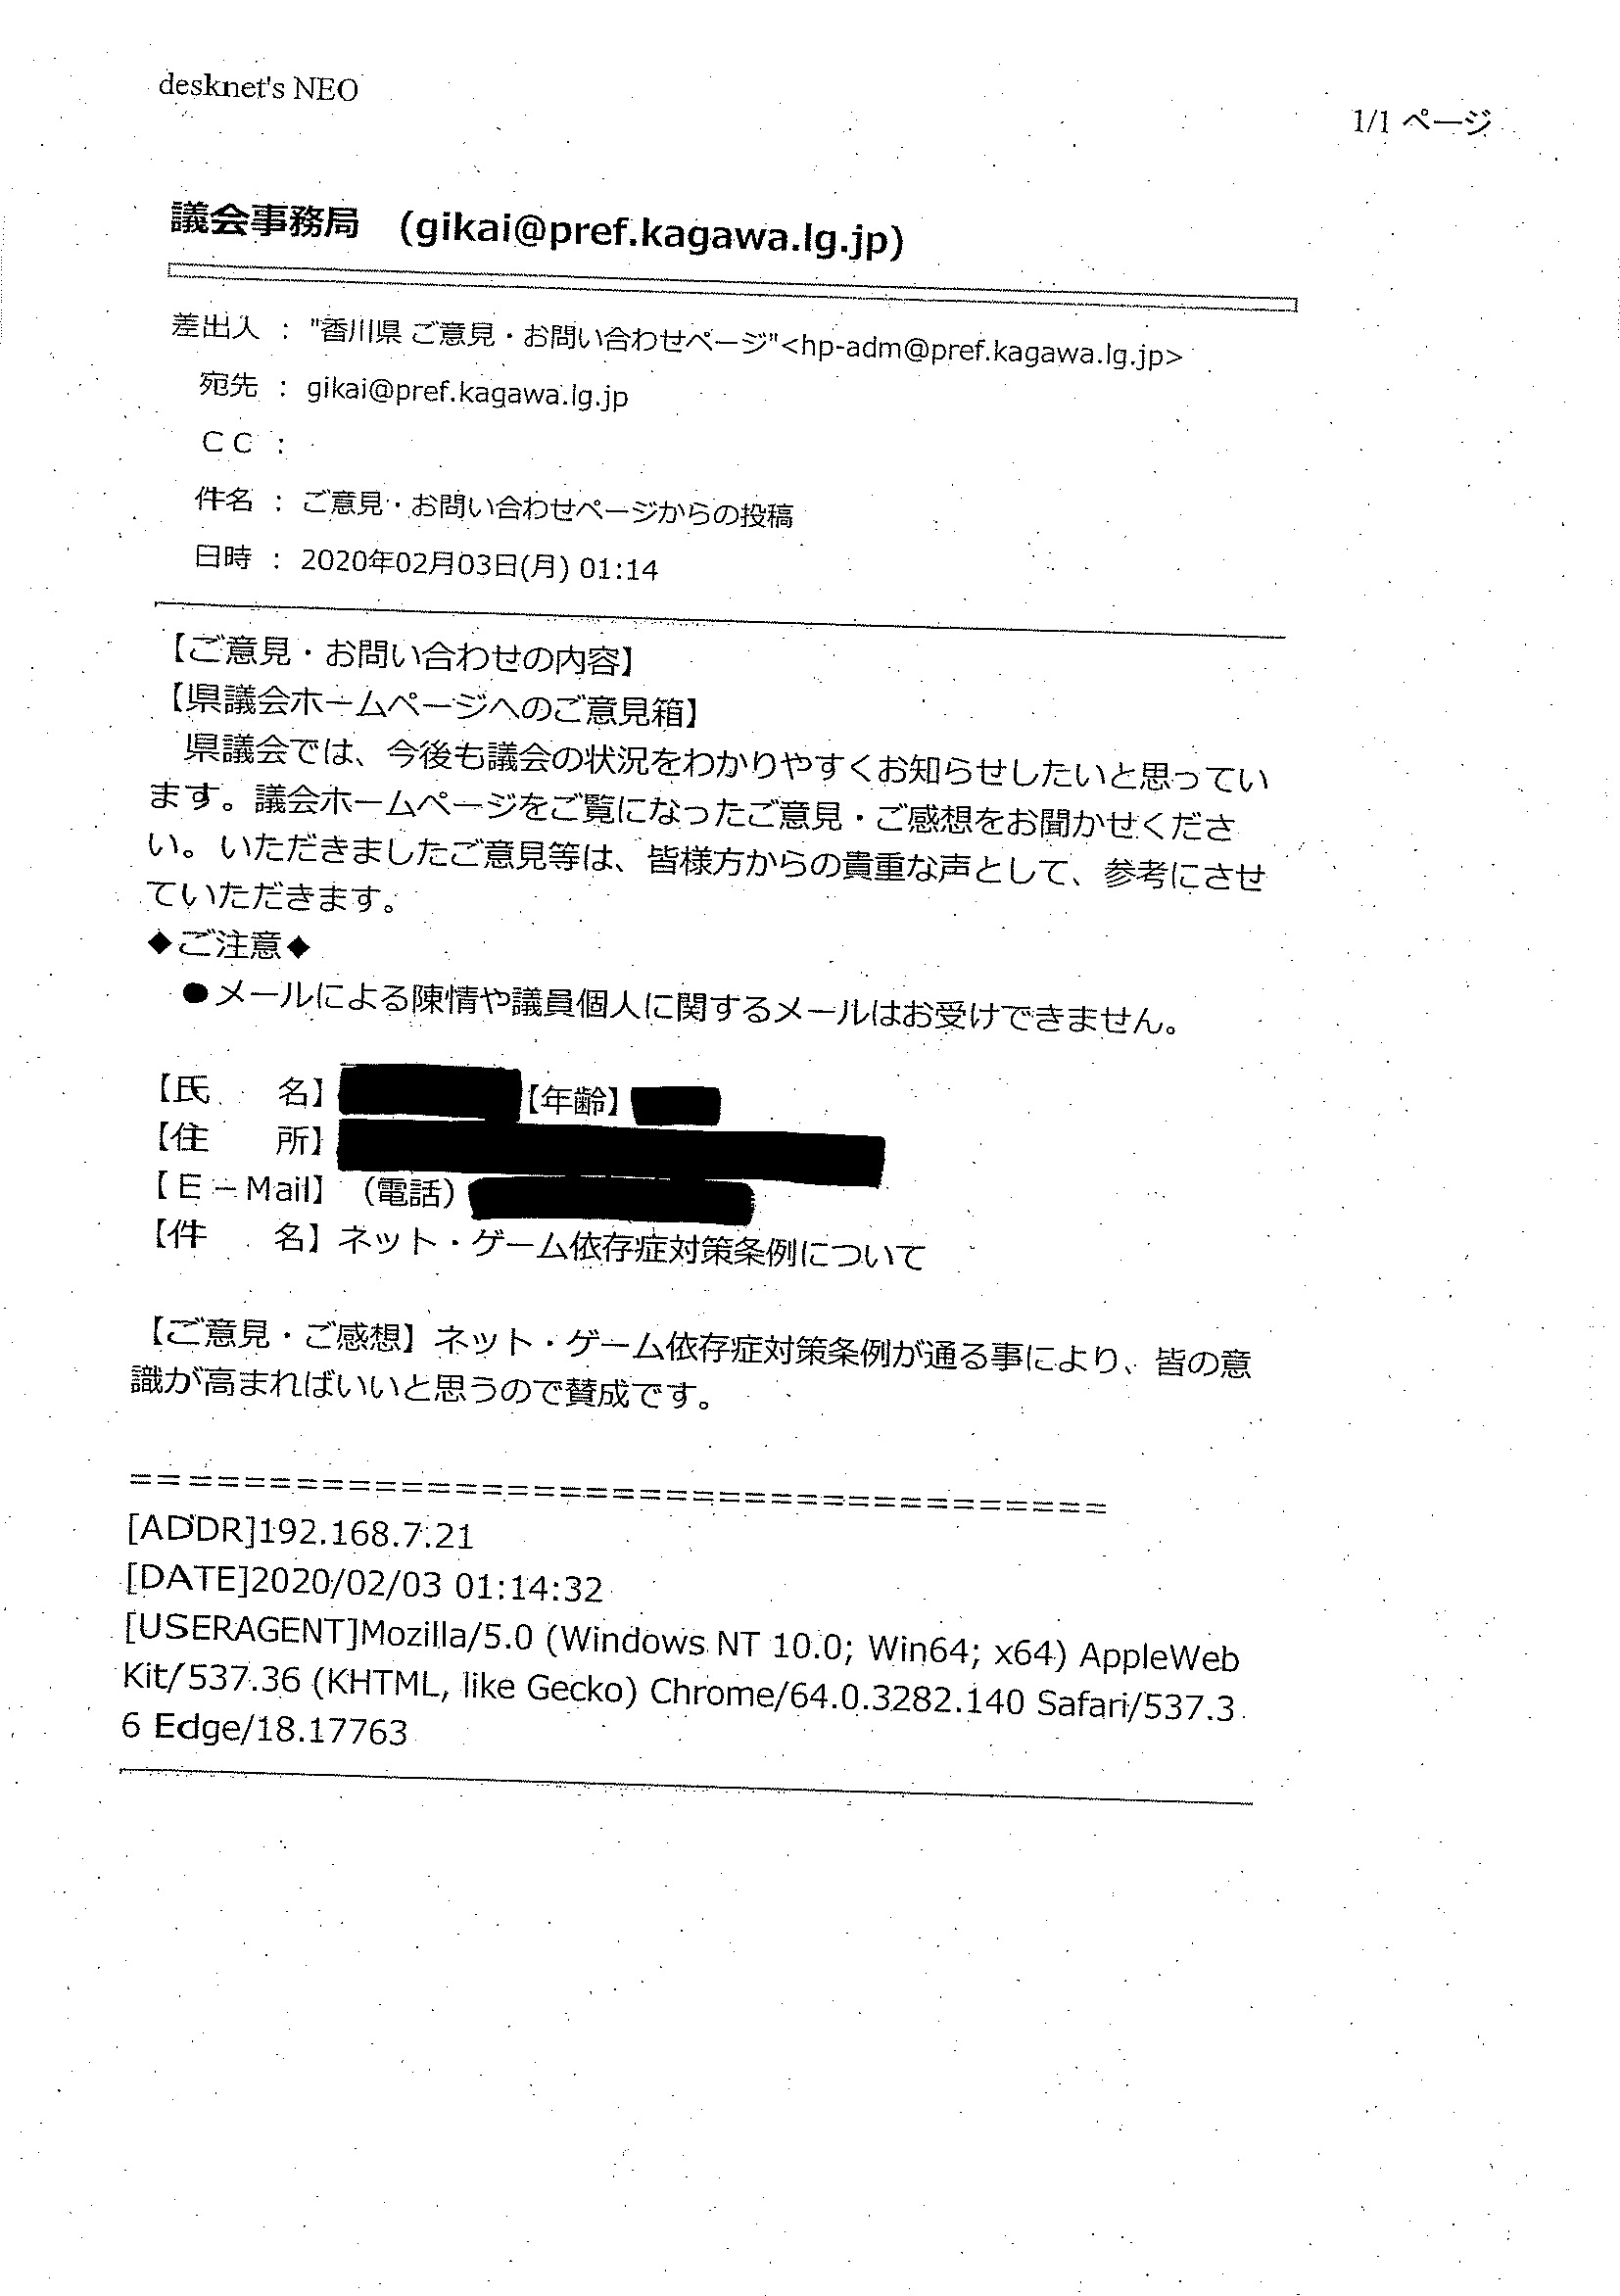 desknet's NEO
1/1 ページ
議会事務局　(gikai@pref.kagawa.lg.jp)
差出人 ： "香川県 ご意見・お問い合わせページ"<hp-adm@pref.kagawa.lg.jp>
宛先 ： gikai@pref.kagawa.lg.jp
ＣＣ ：
件名 ： ご意見・お問い合わせページからの投稿
日時 ： 2020年02月03日(月) 01:14
【ご意見・お問い合わせの内容】
【県議会ホームページへのご意見箱】
　県議会では、今後も議会の状況をわかりやすくお知らせしたいと思ってい
ます。議会ホームページをご覧になったご意見・ご感想をお聞かせくださ
い。いただきましたご意見等は、皆様方からの貴重な声として、参考にさせ
ていただきます。
◆ご注意◆
　●メールによる陳情や議員個人に関するメールはお受けできません。
【氏　　名】【年齢】
【住　　所】
【Ｅ－Mail】（電話）
【件　　名】ネット・ゲーム依存症対策条例について
【ご意見・ご感想】ネット・ゲーム依存症対策条例が通る事により、皆の意
識が高まればいいと思うので賛成です。
======================================
[ADDR]192.168.7.21
[DATE]2020/02/03 01:14:32
[USERAGENT]Mozilla/5.0 (Windows NT 10.0; Win64; x64) AppleWeb
Kit/537.36 (KHTML, like Gecko) Chrome/64.0.3282.140 Safari/537.3
6 Edge/18.17763